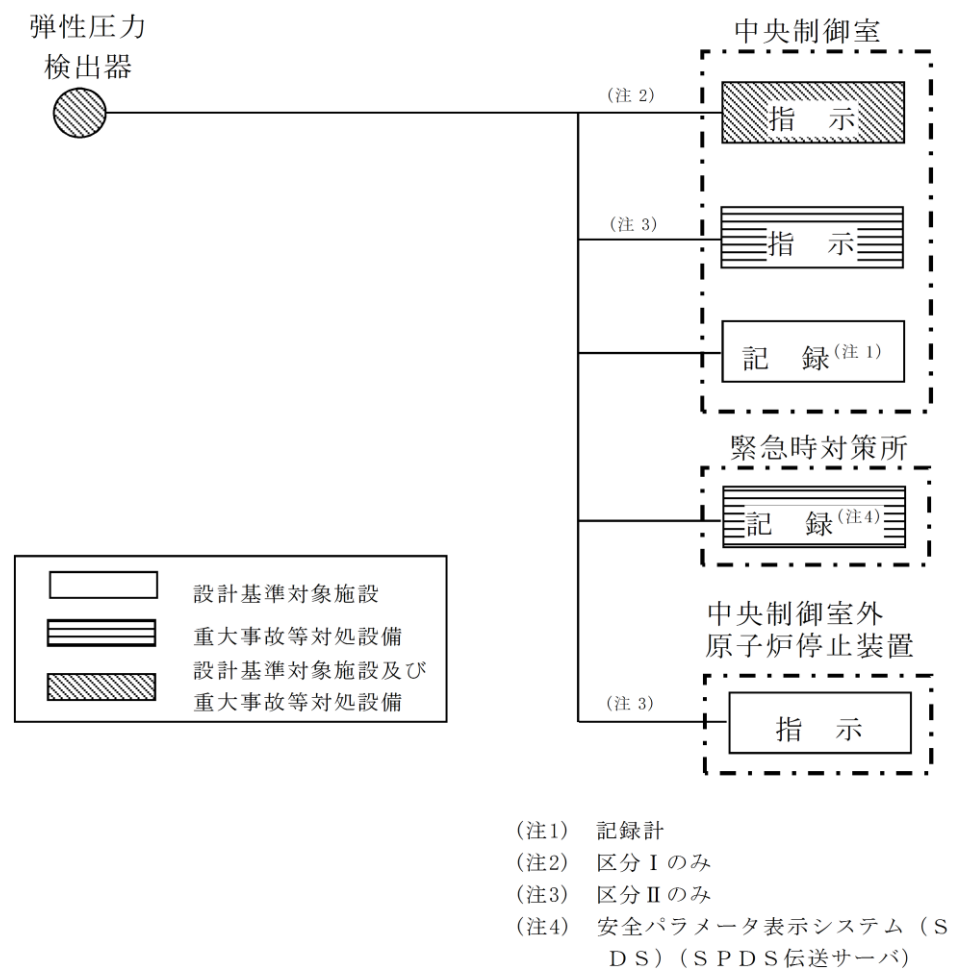 弾性圧力
検出器
中央制御室
(注 2)
指 示
(注 3)
指 示
記 録(注 1)
緊急時対策所
記 録(注4)
中央制御室外
原子炉停止装置
(注 3)
指 示
設計基準対象施設
重大事故等対処設備
設計基準対象施設及び
重大事故等対処設備
(注1) 記録計
(注2) 区分Ⅰのみ
(注3) 区分Ⅱのみ
(注4) 安全パラメータ表示システム(S
DS)(SPDS伝送サーバ)